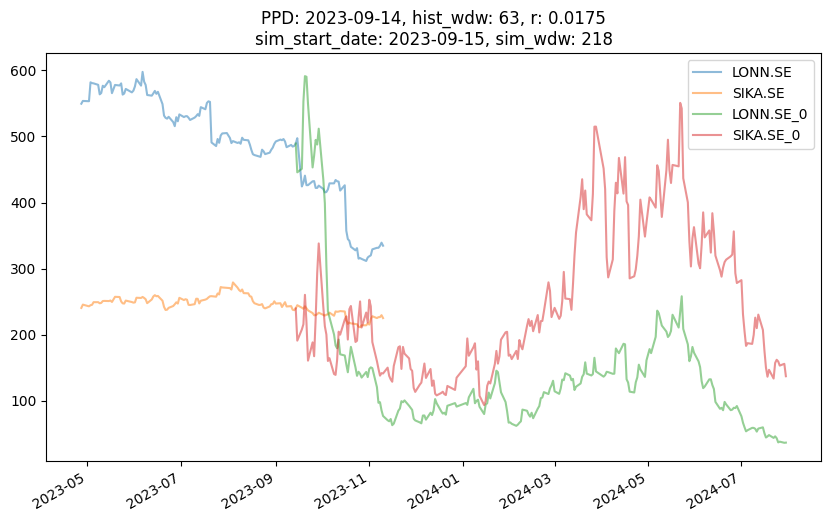 PPD: 2023-09-14, hist_wdw: 63, r: 0.0175
sim_start_date: 2023-09-15, sim_wdw: 218
LONN.SE
SIKA.SE
LONN.SE_0
SIKA.SE_0
600
500
400
300
200
100
2023-05
2023-07
2023-09
2023-11
2024-01
2024-03
2024-05
2024-07